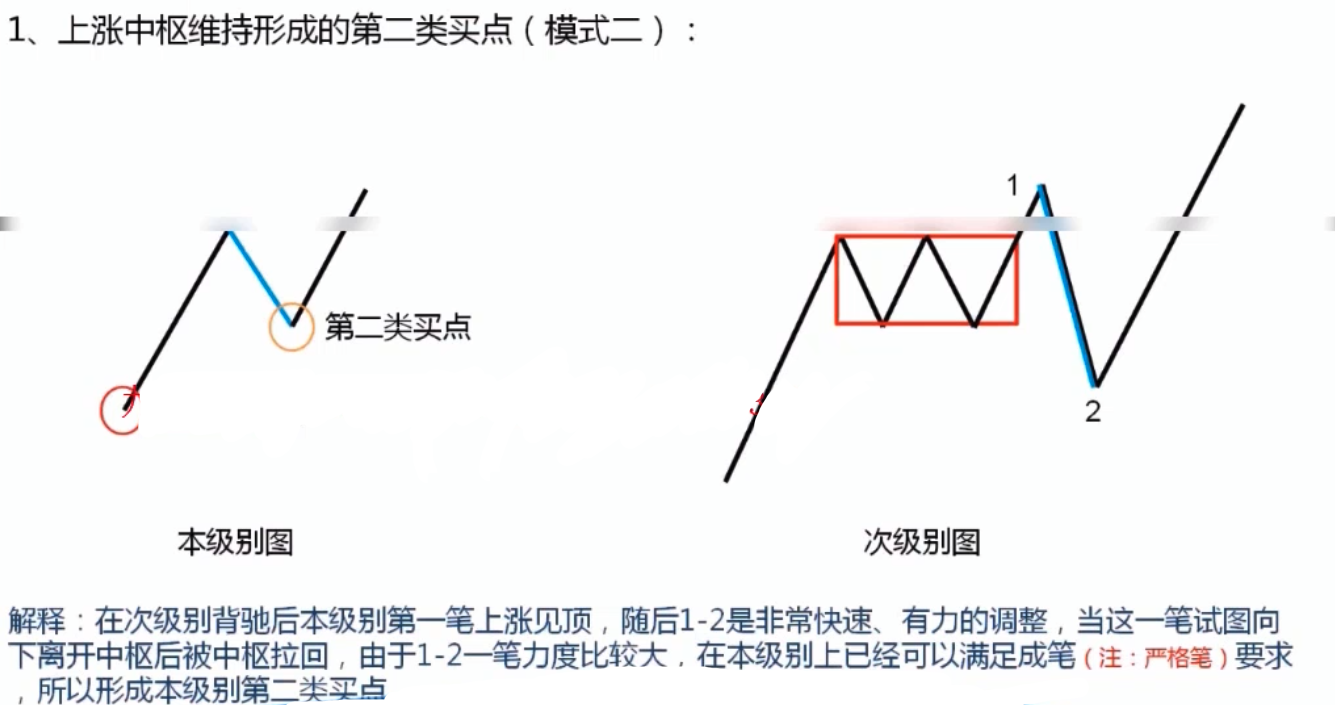 1、上涨中枢维持形成的第二类买点（模式二）：
1
第二类买点
2
本级别图
次级别图
解释：在次级别背驰后本级别第一笔上涨见顶，随后1-2是非常快速、有力的调整，当这一笔试图向
下离开中枢后被中枢拉回，由于1-2一笔力度比较大，在本级别上已经可以满足成笔（注：严格笔）要求
，所以形成本级别第二类买点